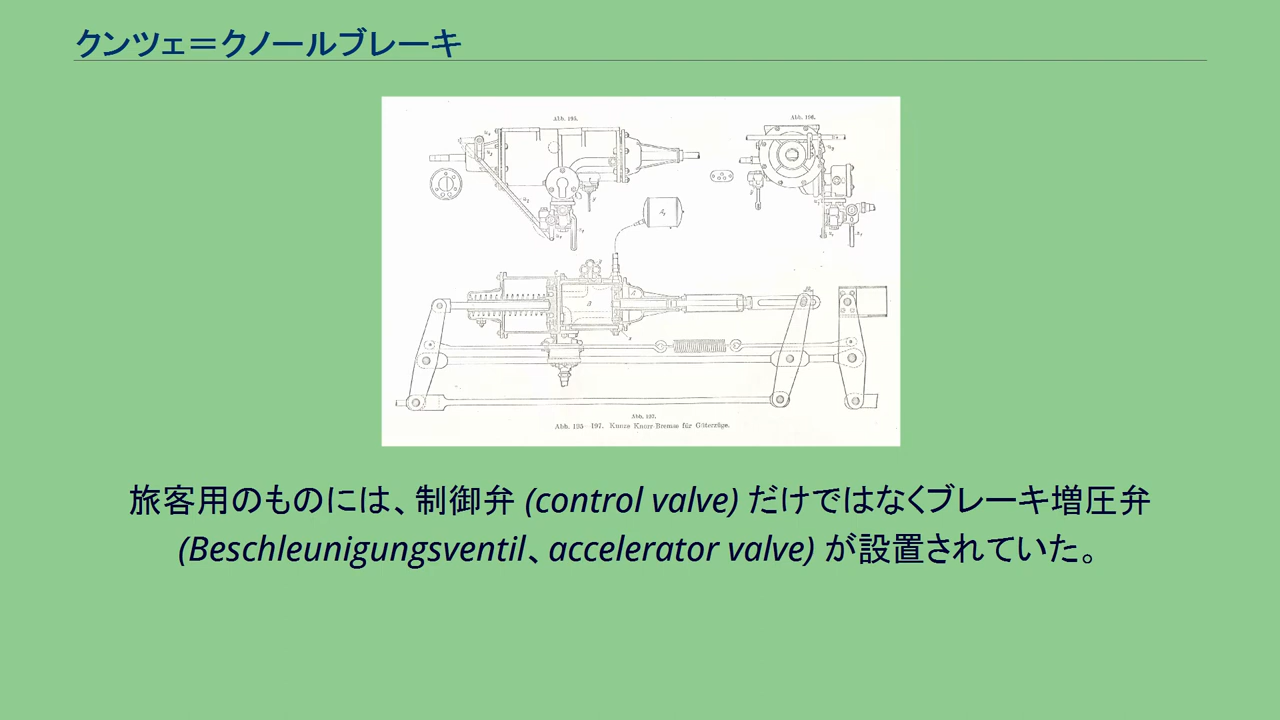 クンツェ＝クノールブレーキ
Abb. 195.
Abb. 196.
Abb. 197.
Abb. 195–197. Kunze Knorr-Bremse für Güterzüge.
旅客用のものには、制御弁 (control valve) だけではなくブレーキ増圧弁
(Beschleunigungsventil、accelerator valve) が設置されていた。